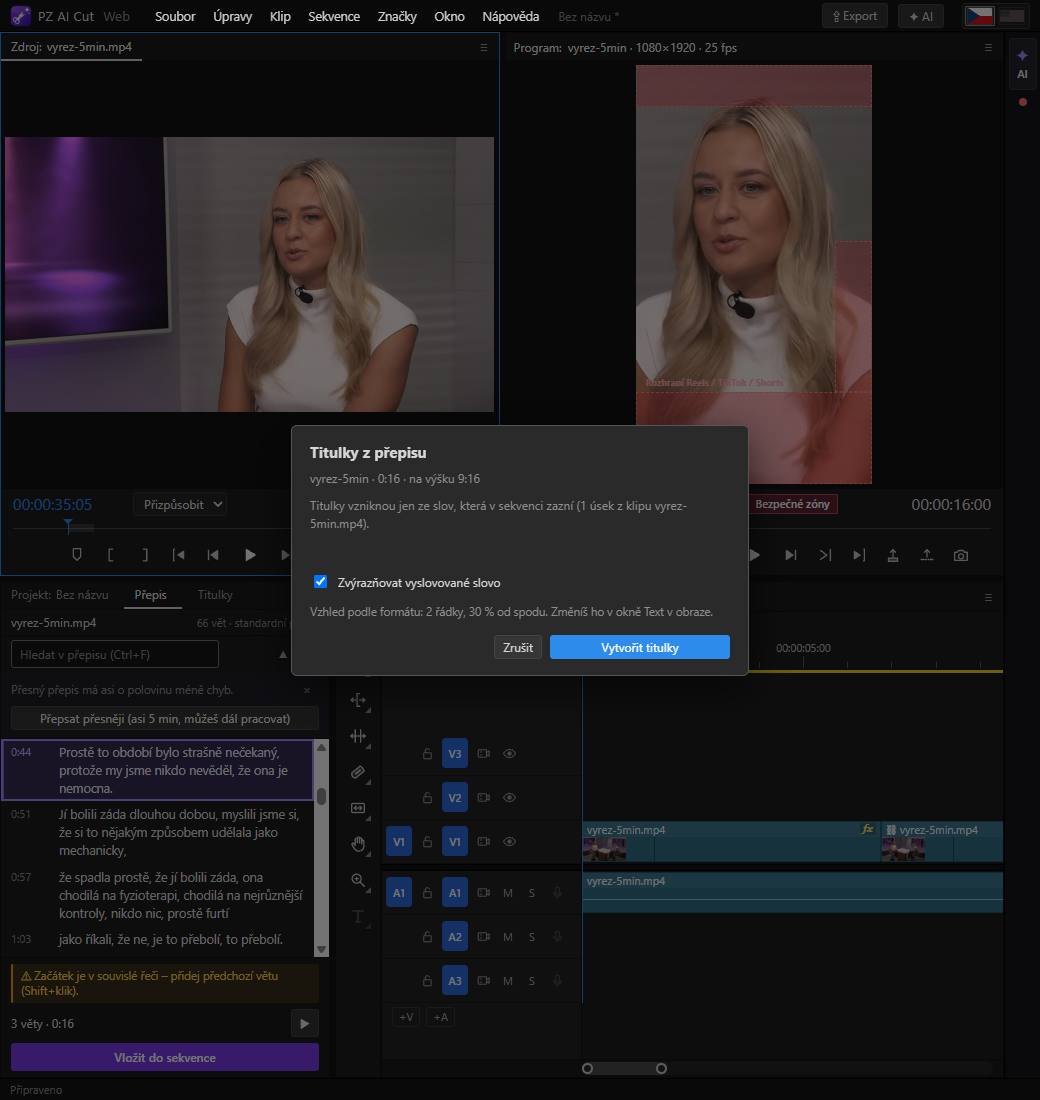 PZ AI Cut Web
Soubor Úpravy Klip Sekvence Značky Okno Nápověda
Bez názvu *
Export
AI
Zdroj: vyrez-5min.mp4
Program: vyrez-5min · 1080×1920 · 25 fps
AI
Rozhraní Reels / TikTok / Shorts
00:00:35:05
Přizpůsobit
Bezpečné zóny
00:00:16:00
Titulky z přepisu
vyrez-5min · 0:16 · na výšku 9:16
Titulky vzniknou jen ze slov, která v sekvenci zazní (1 úsek z klipu vyrez-
5min.mp4).
Zvýrazňovat vyslovované slovo
Vzhled podle formátu: 2 řádky, 30 % od spodu. Změníš ho v okně Text v obraze.
Zrušit
Vytvořit titulky
Projekt: Bez názvu
Přepis
Titulky
vyrez-5min.mp4
66 vět · standardní
Hledat v přepisu (Ctrl+F)
Přesný přepis má asi o polovinu méně chyb.
×
Přepsat přesněji (asi 5 min, můžeš dál pracovat)
0:44
Prostě to období bylo strašně nečekaný,
protože my jsme nikdo nevěděl, že ona je
nemocna.
0:51
Jí bolili záda dlouhou dobou, myslili jsme si,
že si to nějakým způsobem udělala jako
mechanicky,
0:57
že spadla prostě, že jí bolili záda, ona
chodilá na fyzioterapi, chodilá na nejrůznější
kontroly, nikdo nic, prostě furtí
1:03
jako říkali, že ne, je to přebolí, to přebolí.
⚠ Začátek je v souvislé řeči – přidej předchozí větu
(Shift+klik).
3 věty · 0:16
Vložit do sekvence
Připraveno
00:00:05:00
V3
V2
V1 V1
vyrez-5min.mp4
fx
vyrez-5min.mp4
A1 A1 M S
vyrez-5min.mp4
A2 M S
A3 M S
+V +A
T